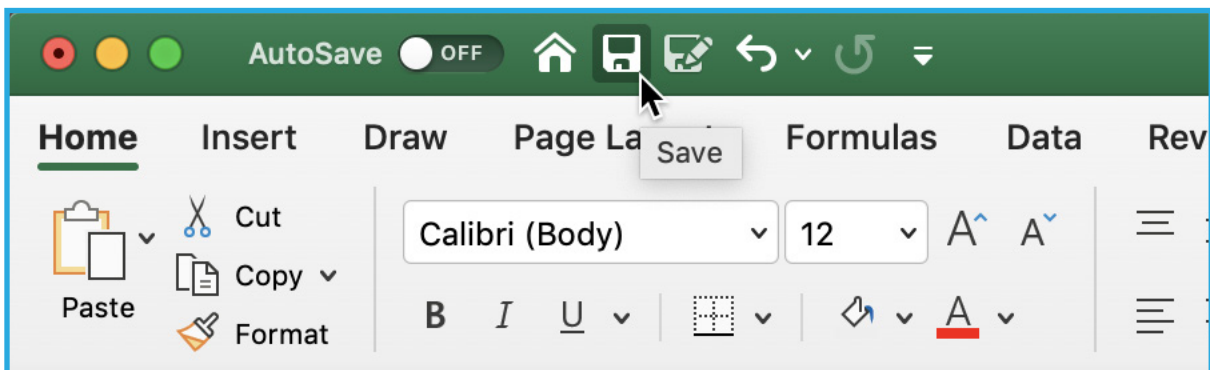 AutoSave OFF
Home Insert Draw Page La Formulas Data Rev
Save
Cut
Calibri (Body) 12 A A
Copy
Paste
B I U A
Format